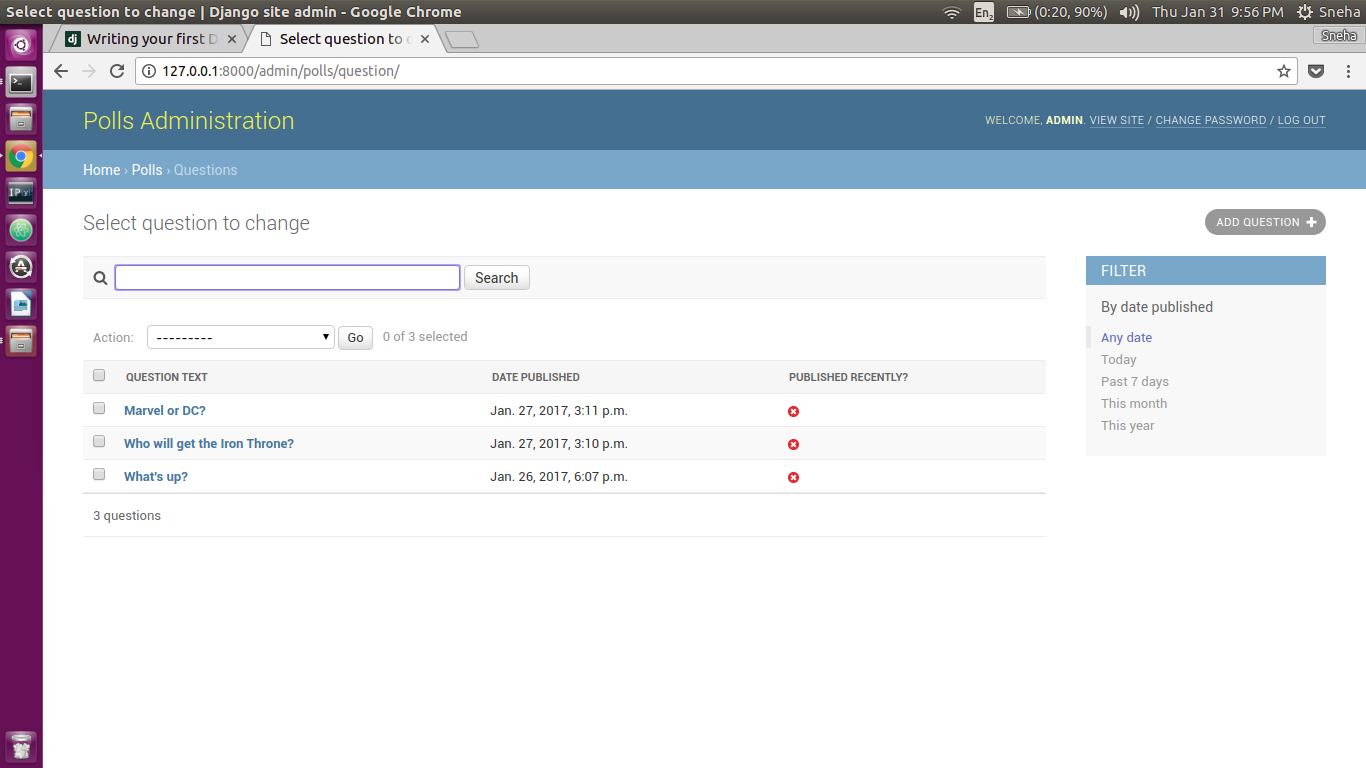 Select question to change | Django site admin - Google Chrome
En2 (0:20, 90%) Thu Jan 31 9:56 PM Sneha
dj Writing your first D
Select question to c
Sneha
127.0.0.1:8000/admin/polls/question/
Polls Administration
WELCOME, ADMIN. VIEW SITE / CHANGE PASSWORD / LOG OUT
Home › Polls › Questions
Select question to change
ADD QUESTION +
Search
Action: --------- Go 0 of 3 selected
QUESTION TEXT DATE PUBLISHED PUBLISHED RECENTLY?
Marvel or DC? Jan. 27, 2017, 3:11 p.m.
Who will get the Iron Throne? Jan. 27, 2017, 3:10 p.m.
What's up? Jan. 26, 2017, 6:07 p.m.
3 questions
FILTER
By date published
Any date
Today
Past 7 days
This month
This year
IP